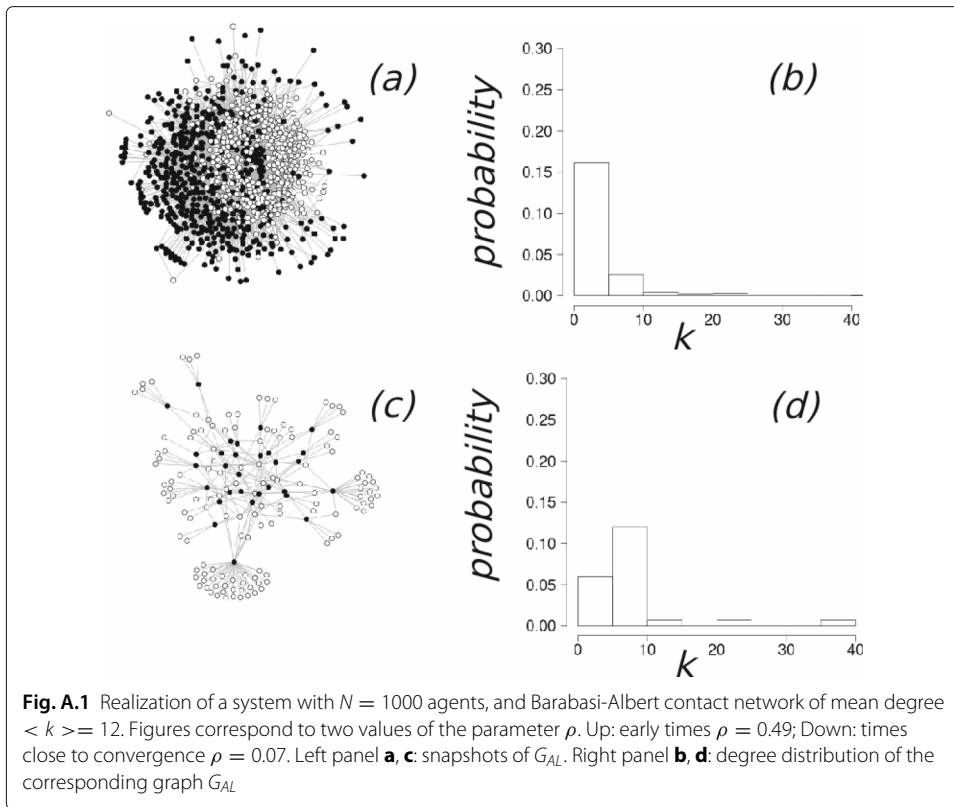 (a)
(b)
probability
0.30
0.25
0.20
0.15
0.10
0.05
0.00
0 10 20 30 40
k
(c)
(d)
probability
0.30
0.25
0.20
0.15
0.10
0.05
0.00
0 10 20 30 40
k
Fig. A.1 Realization of a system with N = 1000 agents, and Barabasi-Albert contact network of mean degree
< k >= 12. Figures correspond to two values of the parameter ρ. Up: early times ρ = 0.49; Down: times
close to convergence ρ = 0.07. Left panel a, c: snapshots of G_AL. Right panel b, d: degree distribution of the
corresponding graph G_AL